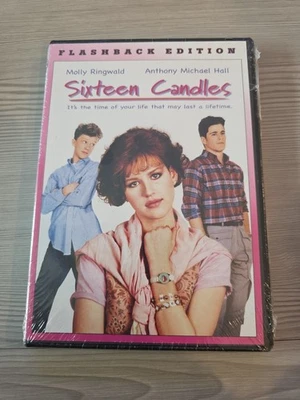 FLASHBACK EDITION
Molly Ringwald Anthony Michael Hall
Sixteen Candles
It's the time of your life that may last a lifetime.